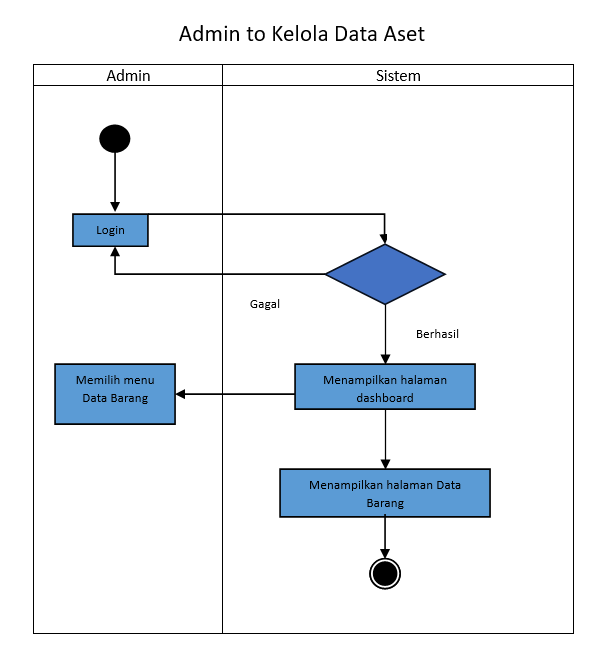 Admin to Kelola Data Aset
Admin
Sistem
Login
Gagal
Berhasil
Memilih menu
Data Barang
Menampilkan halaman
dashboard
Menampilkan halaman Data
Barang